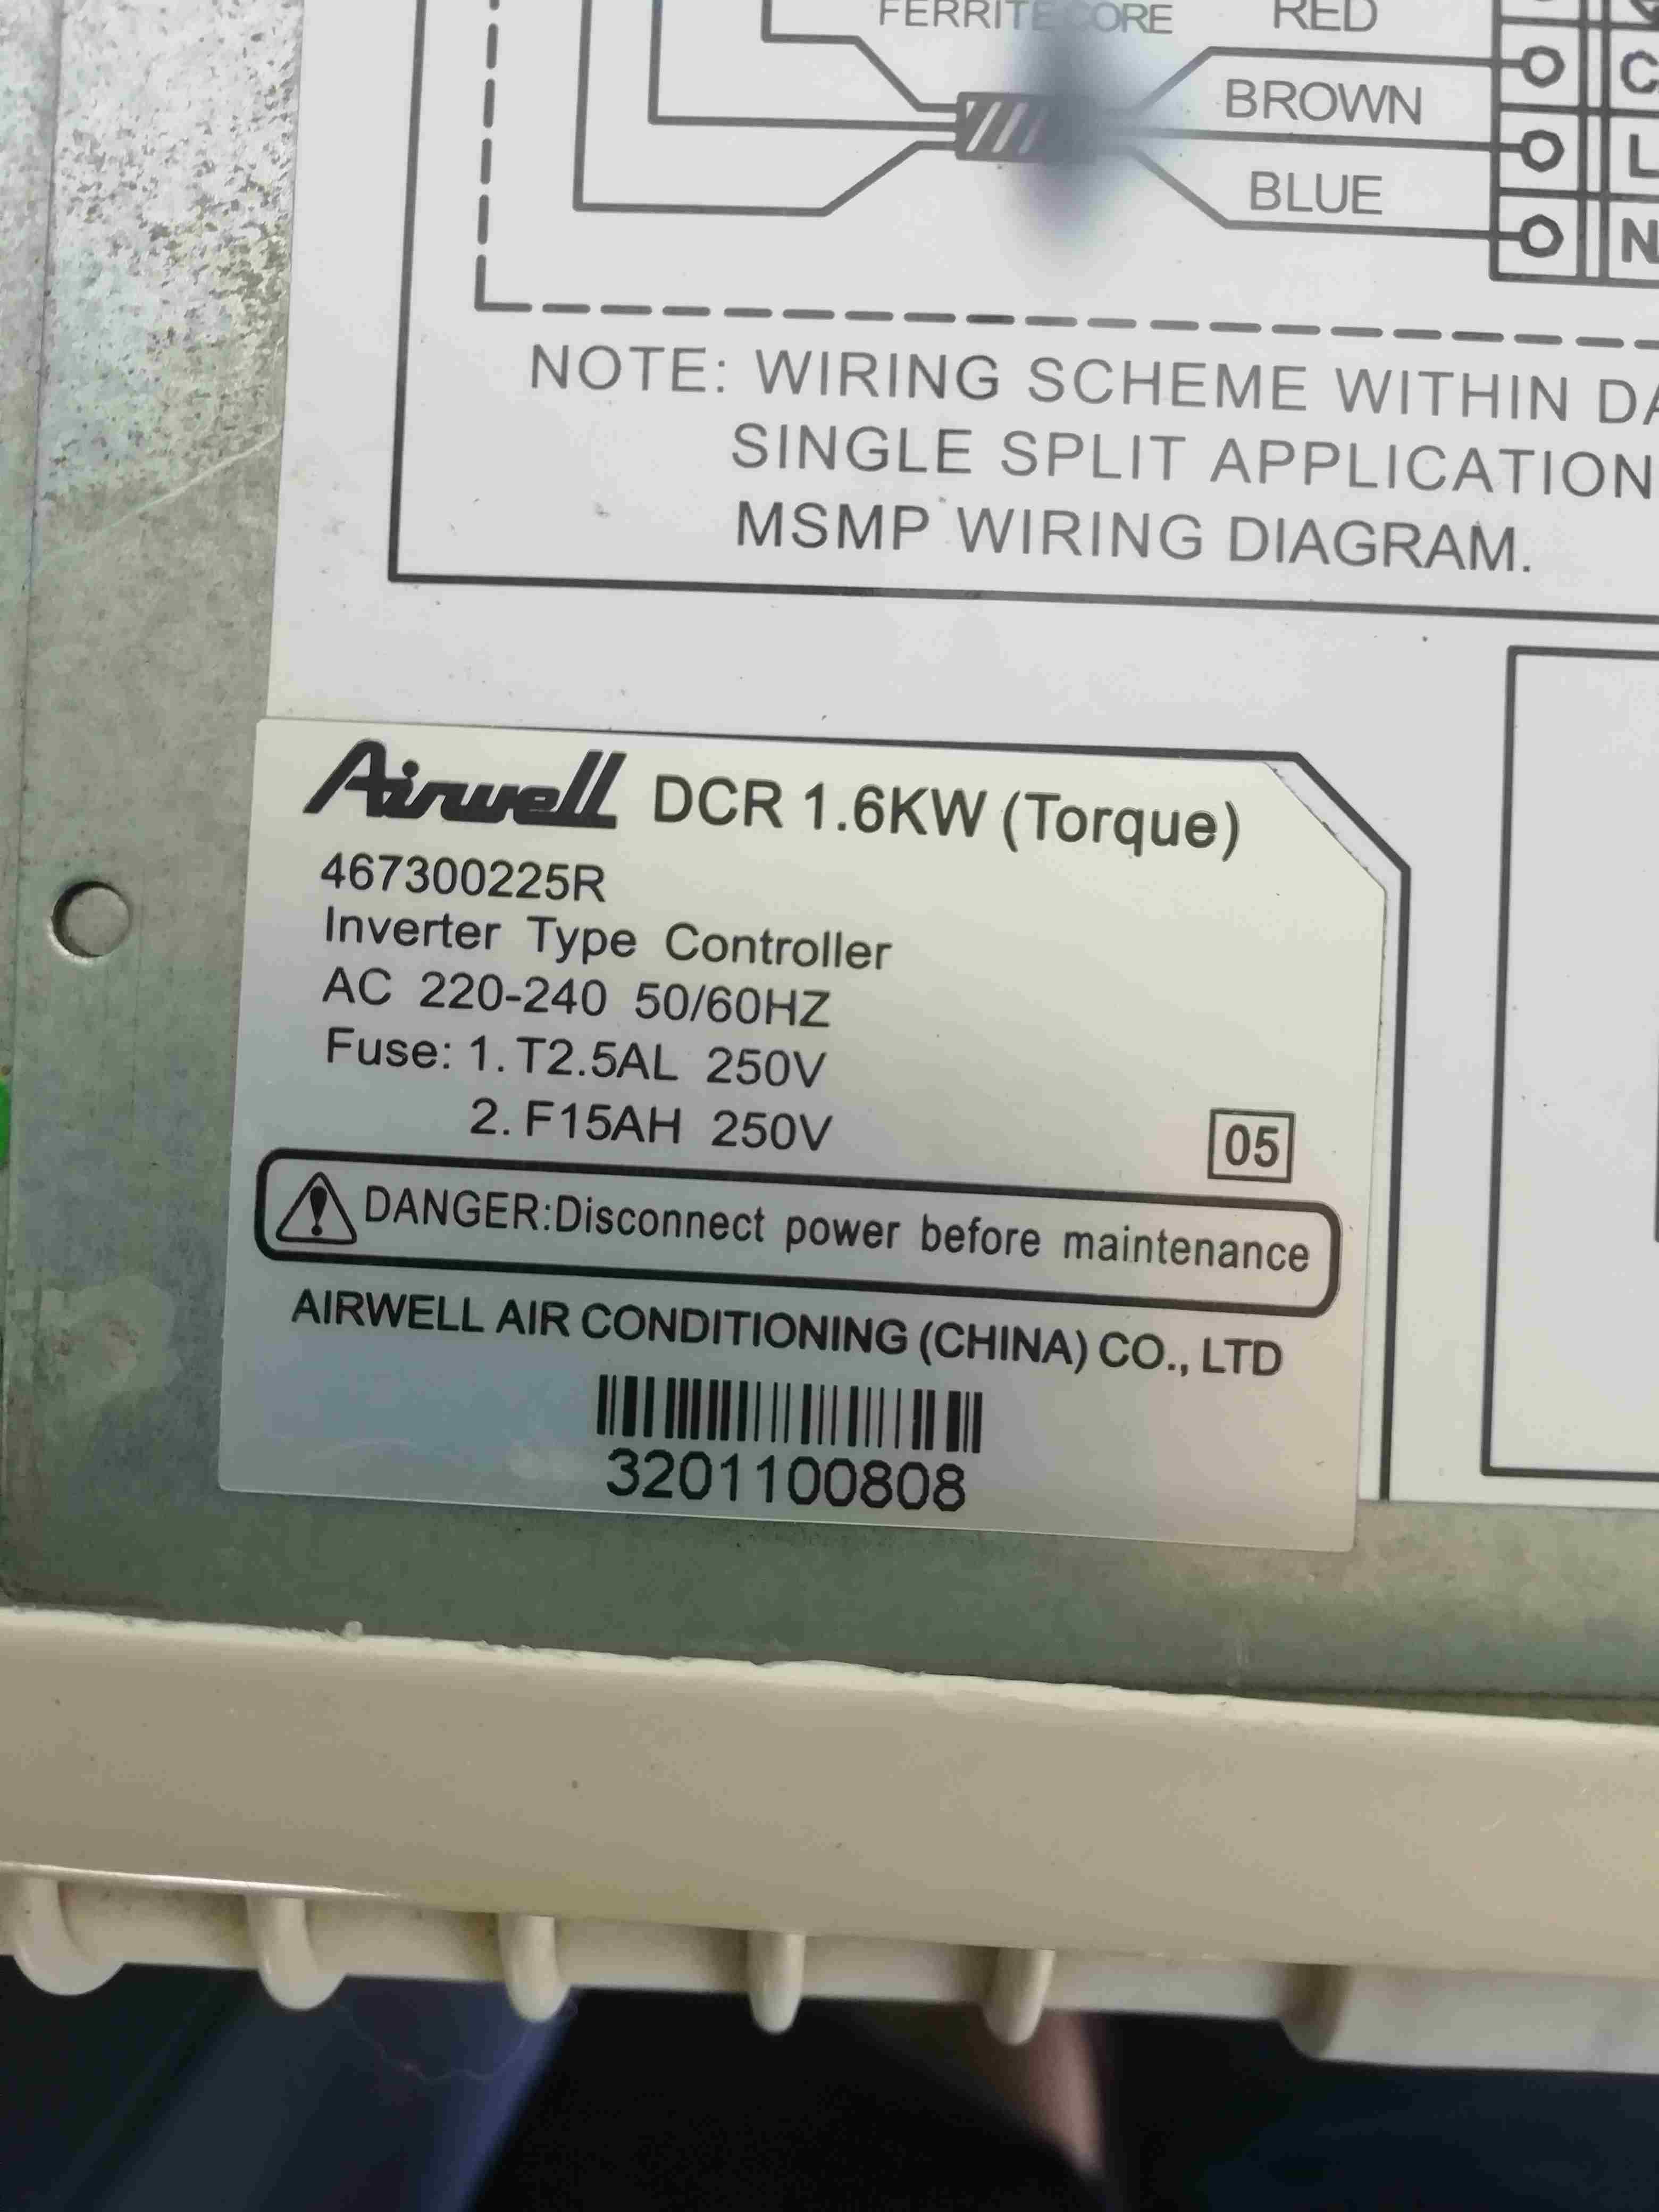 FERRITE CORE
RED
BROWN
BLUE
C
L
N
NOTE: WIRING SCHEME WITHIN
SINGLE SPLIT APPLICATION
MSMP WIRING DIAGRAM.
Airwell DCR 1.6KW (Torque)
467300225R
Inverter Type Controller
AC 220-240 50/60HZ
Fuse: 1. T2.5AL 250V
2. F15AH 250V
05
DANGER:Disconnect power before maintenance
AIRWELL AIR CONDITIONING (CHINA) CO., LTD
3201100808